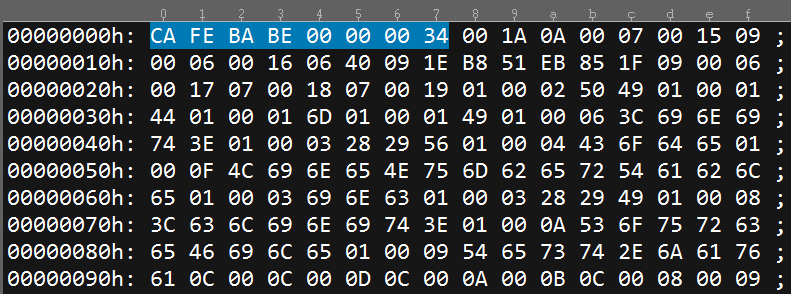 0 1 2 3 4 5 6 7 8 9 a b c d e f
00000000h: CA FE BA BE 00 00 00 34 00 1A 0A 00 07 00 15 09 ;
00000010h: 00 06 00 16 06 40 09 1E B8 51 EB 85 1F 09 00 06 ;
00000020h: 00 17 07 00 18 07 00 19 01 00 02 50 49 01 00 01 ;
00000030h: 44 01 00 01 6D 01 00 01 49 01 00 06 3C 69 6E 69 ;
00000040h: 74 3E 01 00 03 28 29 56 01 00 04 43 6F 64 65 01 ;
00000050h: 00 0F 4C 69 6E 65 4E 75 6D 62 65 72 54 61 62 6C ;
00000060h: 65 01 00 03 69 6E 63 01 00 03 28 29 49 01 00 08 ;
00000070h: 3C 63 6C 69 6E 69 74 3E 01 00 0A 53 6F 75 72 63 ;
00000080h: 65 46 69 6C 65 01 00 09 54 65 73 74 2E 6A 61 76 ;
00000090h: 61 0C 00 0C 00 0D 0C 00 0A 00 0B 0C 00 08 00 09 ;